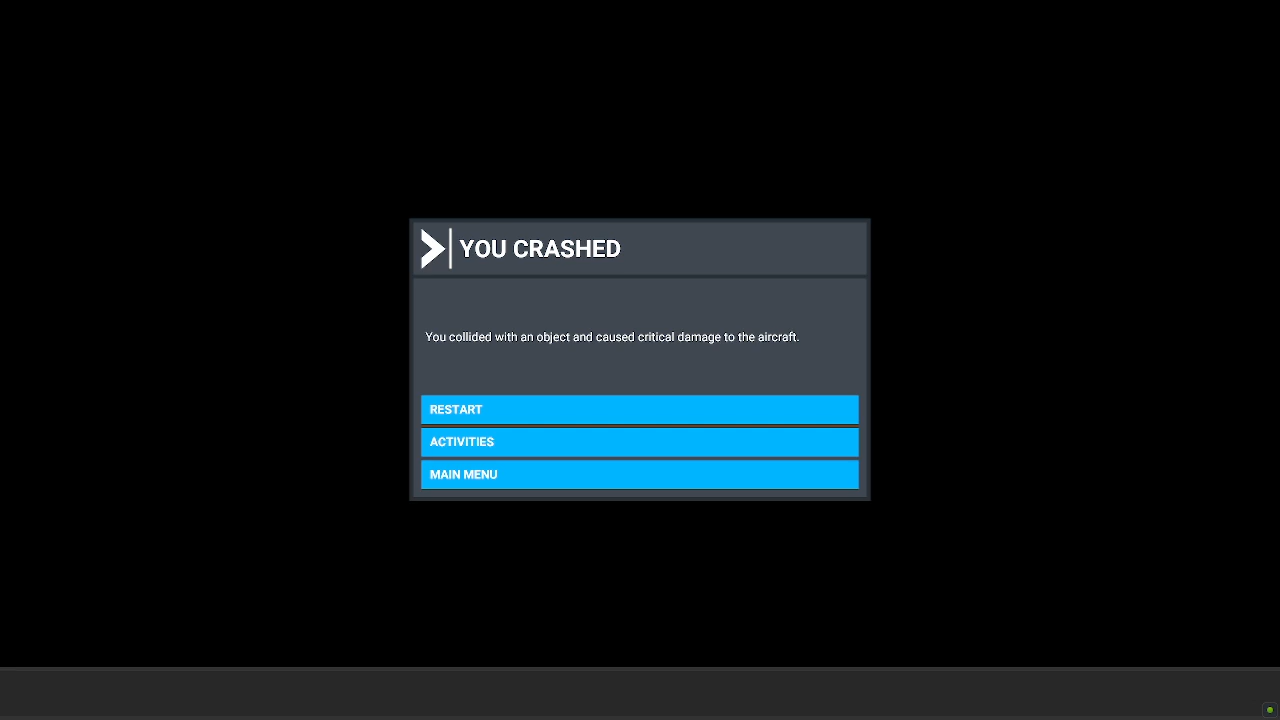 YOU CRASHED
You collided with an object and caused critical damage to the aircraft.
RESTART
ACTIVITIES
MAIN MENU